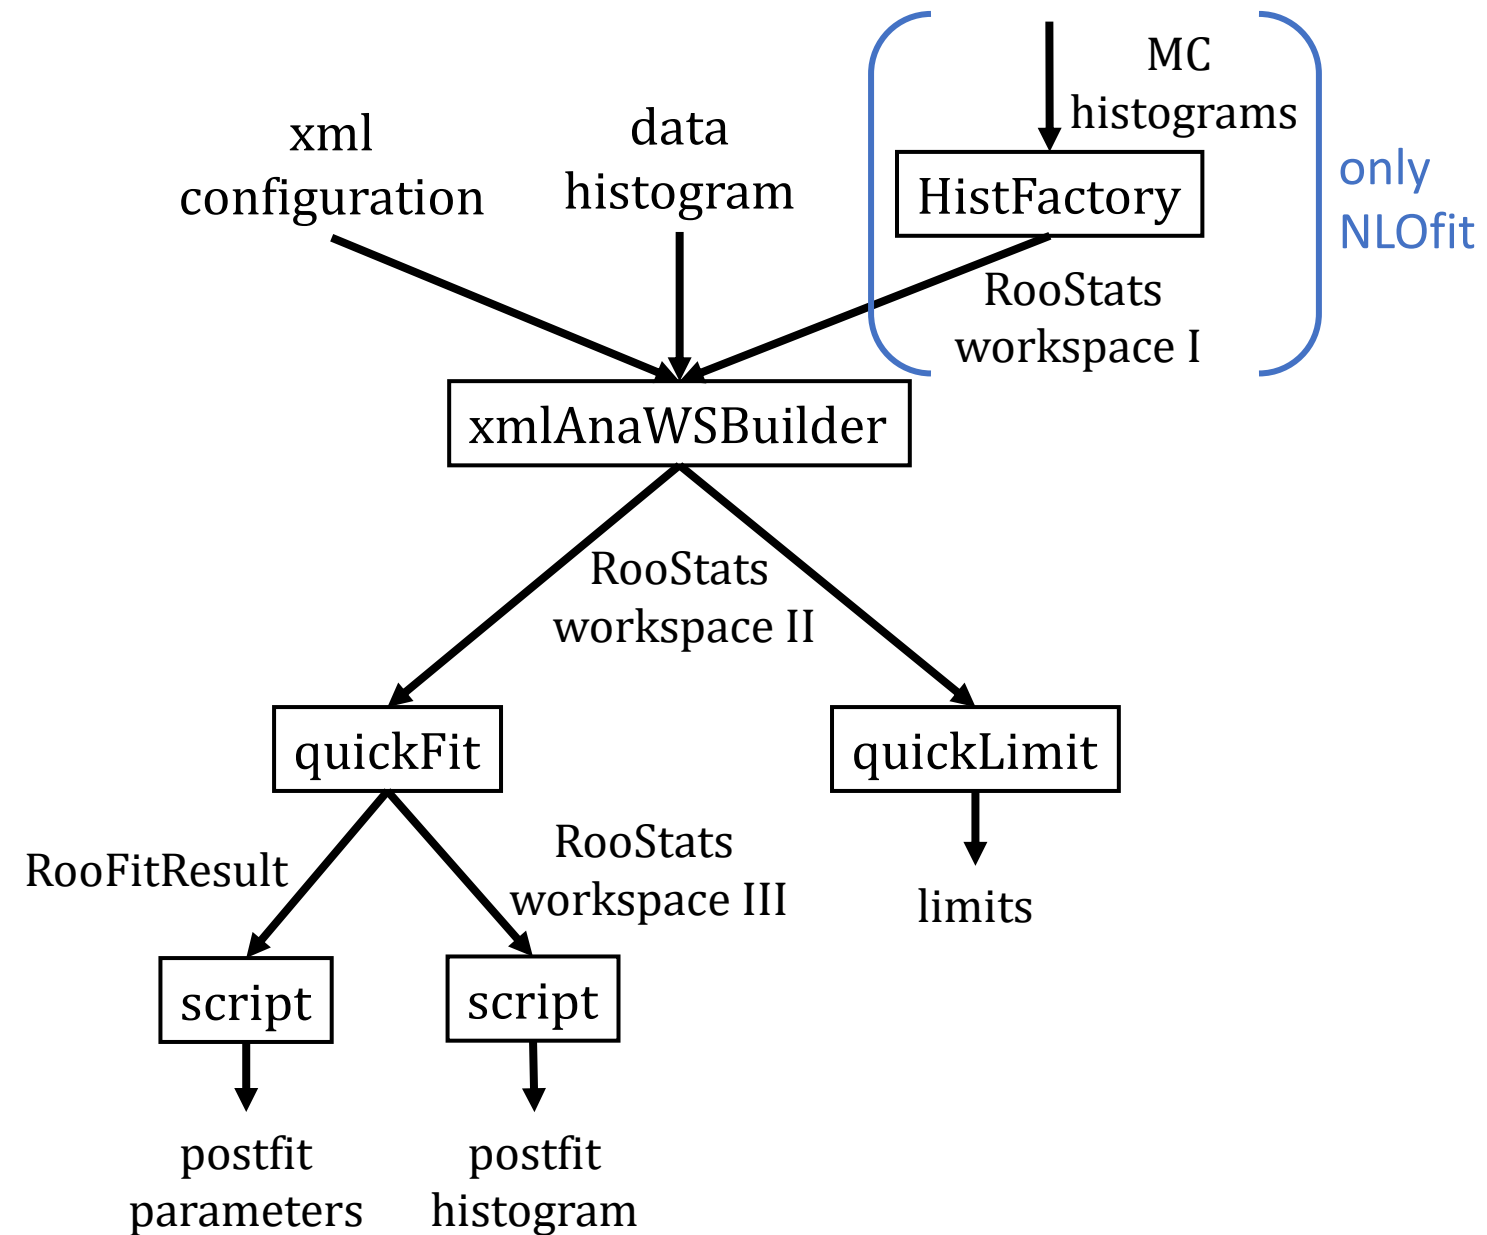 MC
histograms
xml
configuration
data
histogram
HistFactory
only
NLOfit
RooStats
workspace I
xmlAnaWSBuilder
RooStats
workspace II
quickFit
quickLimit
RooFitResult
RooStats
workspace III
limits
script
script
postfit
parameters
postfit
histogram